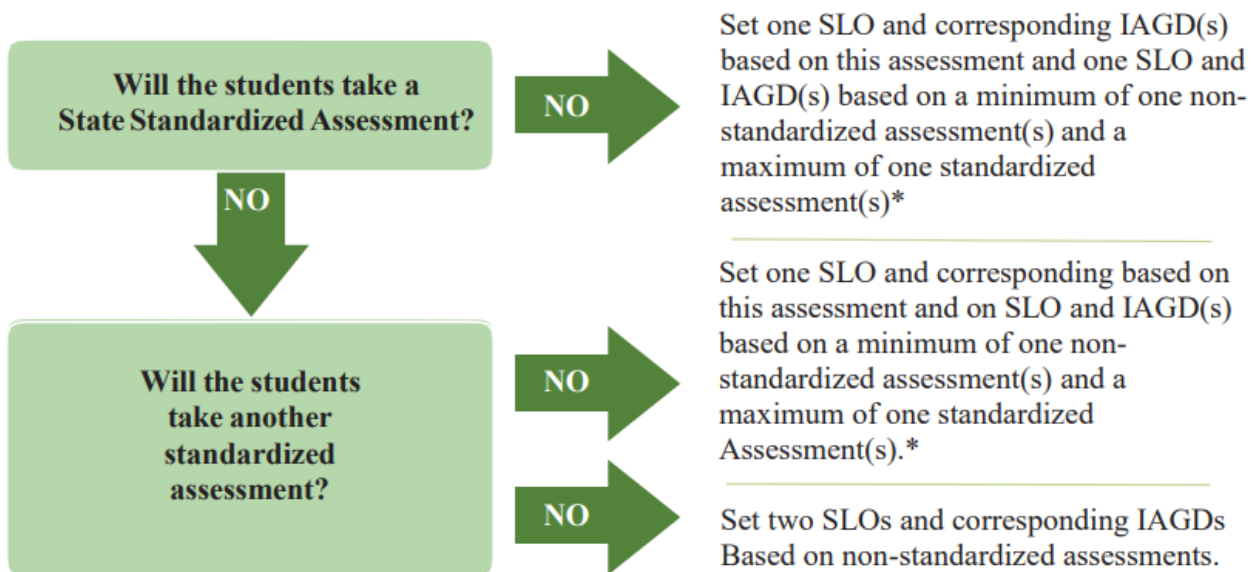 Will the students take a
State Standardized Assessment?
NO
Set one SLO and corresponding IAGD(s)
based on this assessment and one SLO and
IAGD(s) based on a minimum of one non-
standardized assessment(s) and a
maximum of one standardized
assessment(s)*
NO
Will the students
take another
standardized
assessment?
NO
Set one SLO and corresponding based on
this assessment and on SLO and IAGD(s)
based on a minimum of one non-
standardized assessment(s) and a
maximum of one standardized
Assessment(s).*
NO
Set two SLOs and corresponding IAGDs
Based on non-standardized assessments.